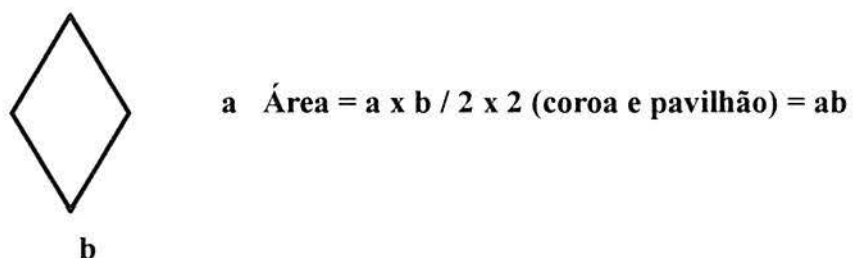 a Área = a x b / 2 x 2 (coroa e pavilhão) = ab
b